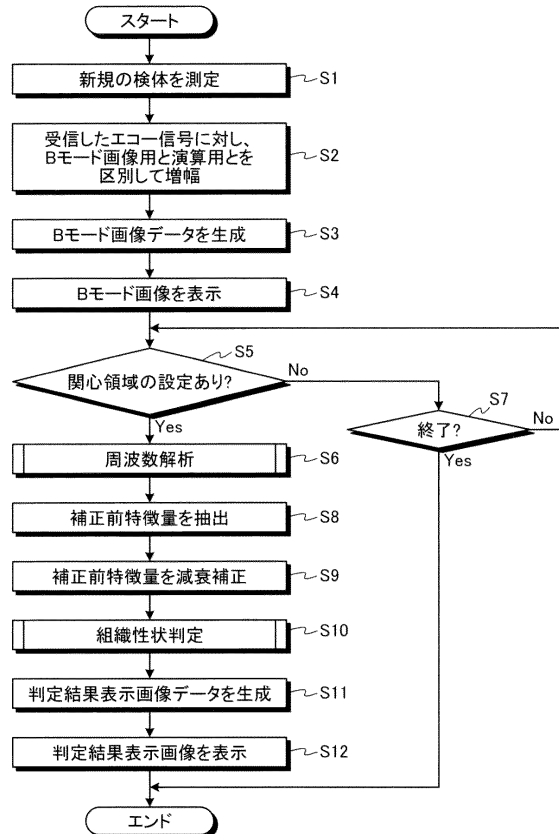 スタート
新規の検体を測定
S1
受信したエコー信号に対し、
Bモード画像用と演算用とを
区別して増幅
S2
Bモード画像データを生成
S3
Bモード画像を表示
S4
関心領域の設定あり?
S5
No
Yes
終了?
S7
No
Yes
周波数解析
S6
補正前特徴量を抽出
S8
補正前特徴量を減衰補正
S9
組織性状判定
S10
判定結果表示画像データを生成
S11
判定結果表示画像を表示
S12
エンド